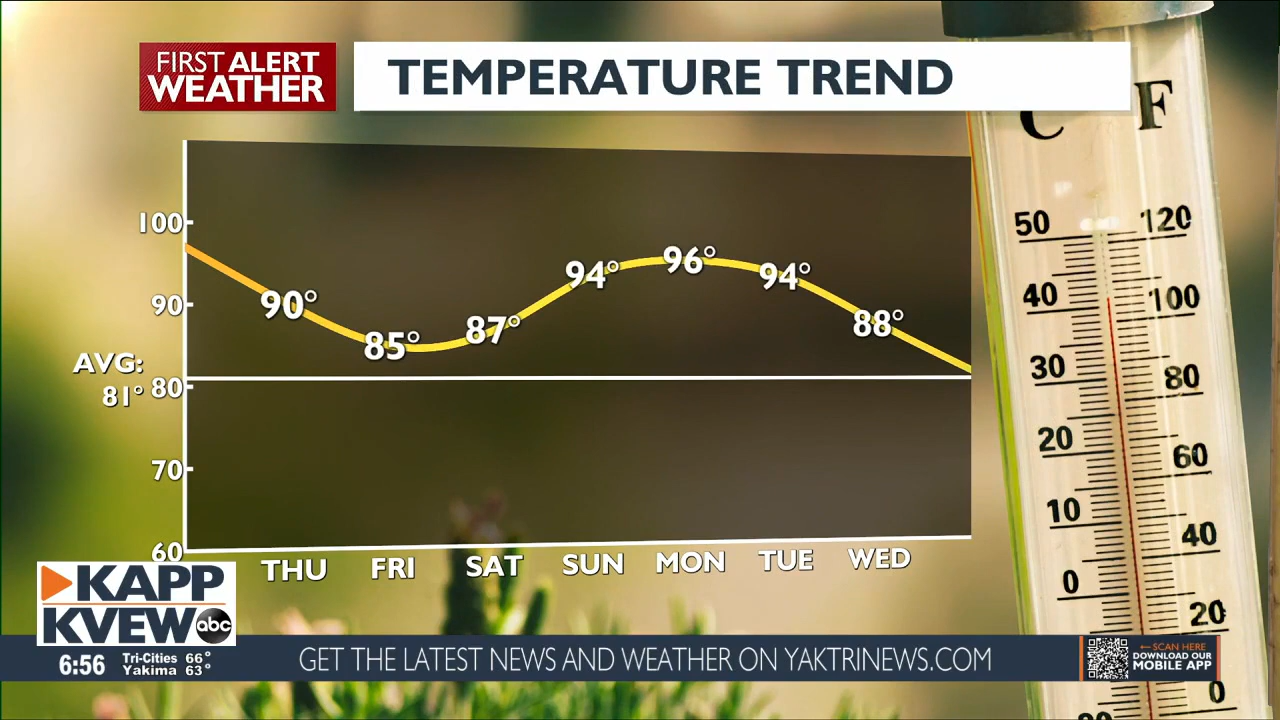 FIRST ALERT
WEATHER
TEMPERATURE TREND
C F
100
90
AVG:
81°
80
70
60
90°
85°
87°
94°
96°
94°
88°
THU FRI SAT SUN MON TUE WED
50 120
40 100
30 80
20 60
10 40
0 20
0
KAPP
KVEW abc
6:56
Tri-Cities 66°
Yakima 63°
GET THE LATEST NEWS AND WEATHER ON YAKTRINEWS.COM
SCAN HERE
DOWNLOAD OUR
MOBILE APP